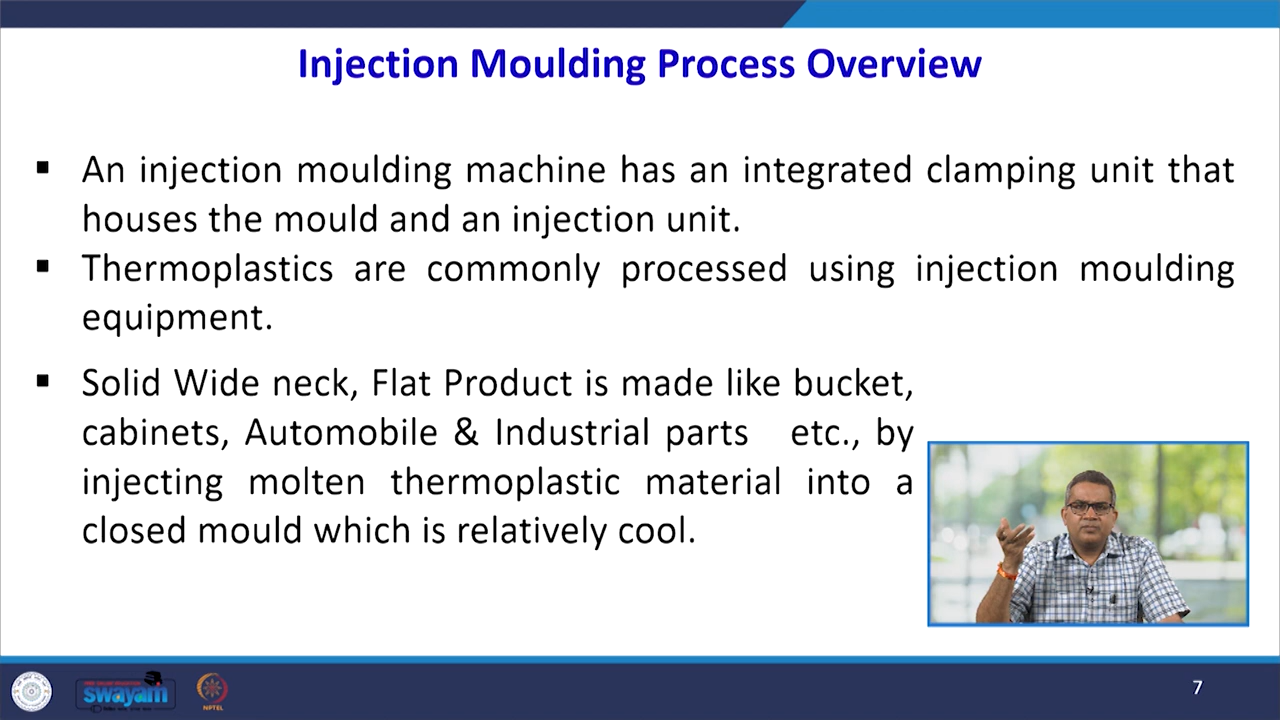 Injection Moulding Process Overview
▪ An injection moulding machine has an integrated clamping unit that
houses the mould and an injection unit.
▪ Thermoplastics are commonly processed using injection moulding
equipment.
▪ Solid Wide neck, Flat Product is made like bucket,
cabinets, Automobile & Industrial parts etc., by
injecting molten thermoplastic material into a
closed mould which is relatively cool.
swayam
NPTEL
7